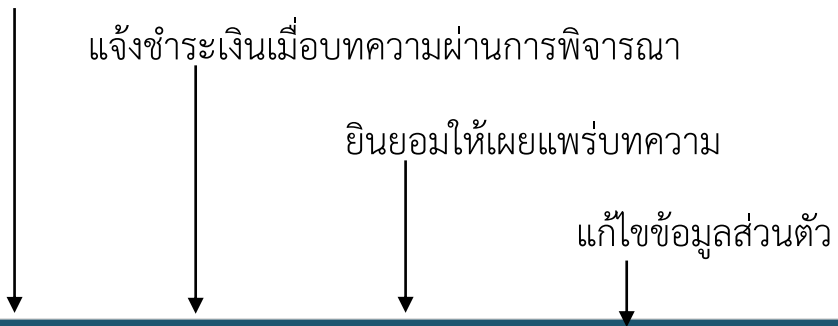 แจ้งชำระเงินเมื่อบทความผ่านการพิจารณา
ยินยอมให้เผยแพร่บทความ
แก้ไขข้อมูลส่วนตัว